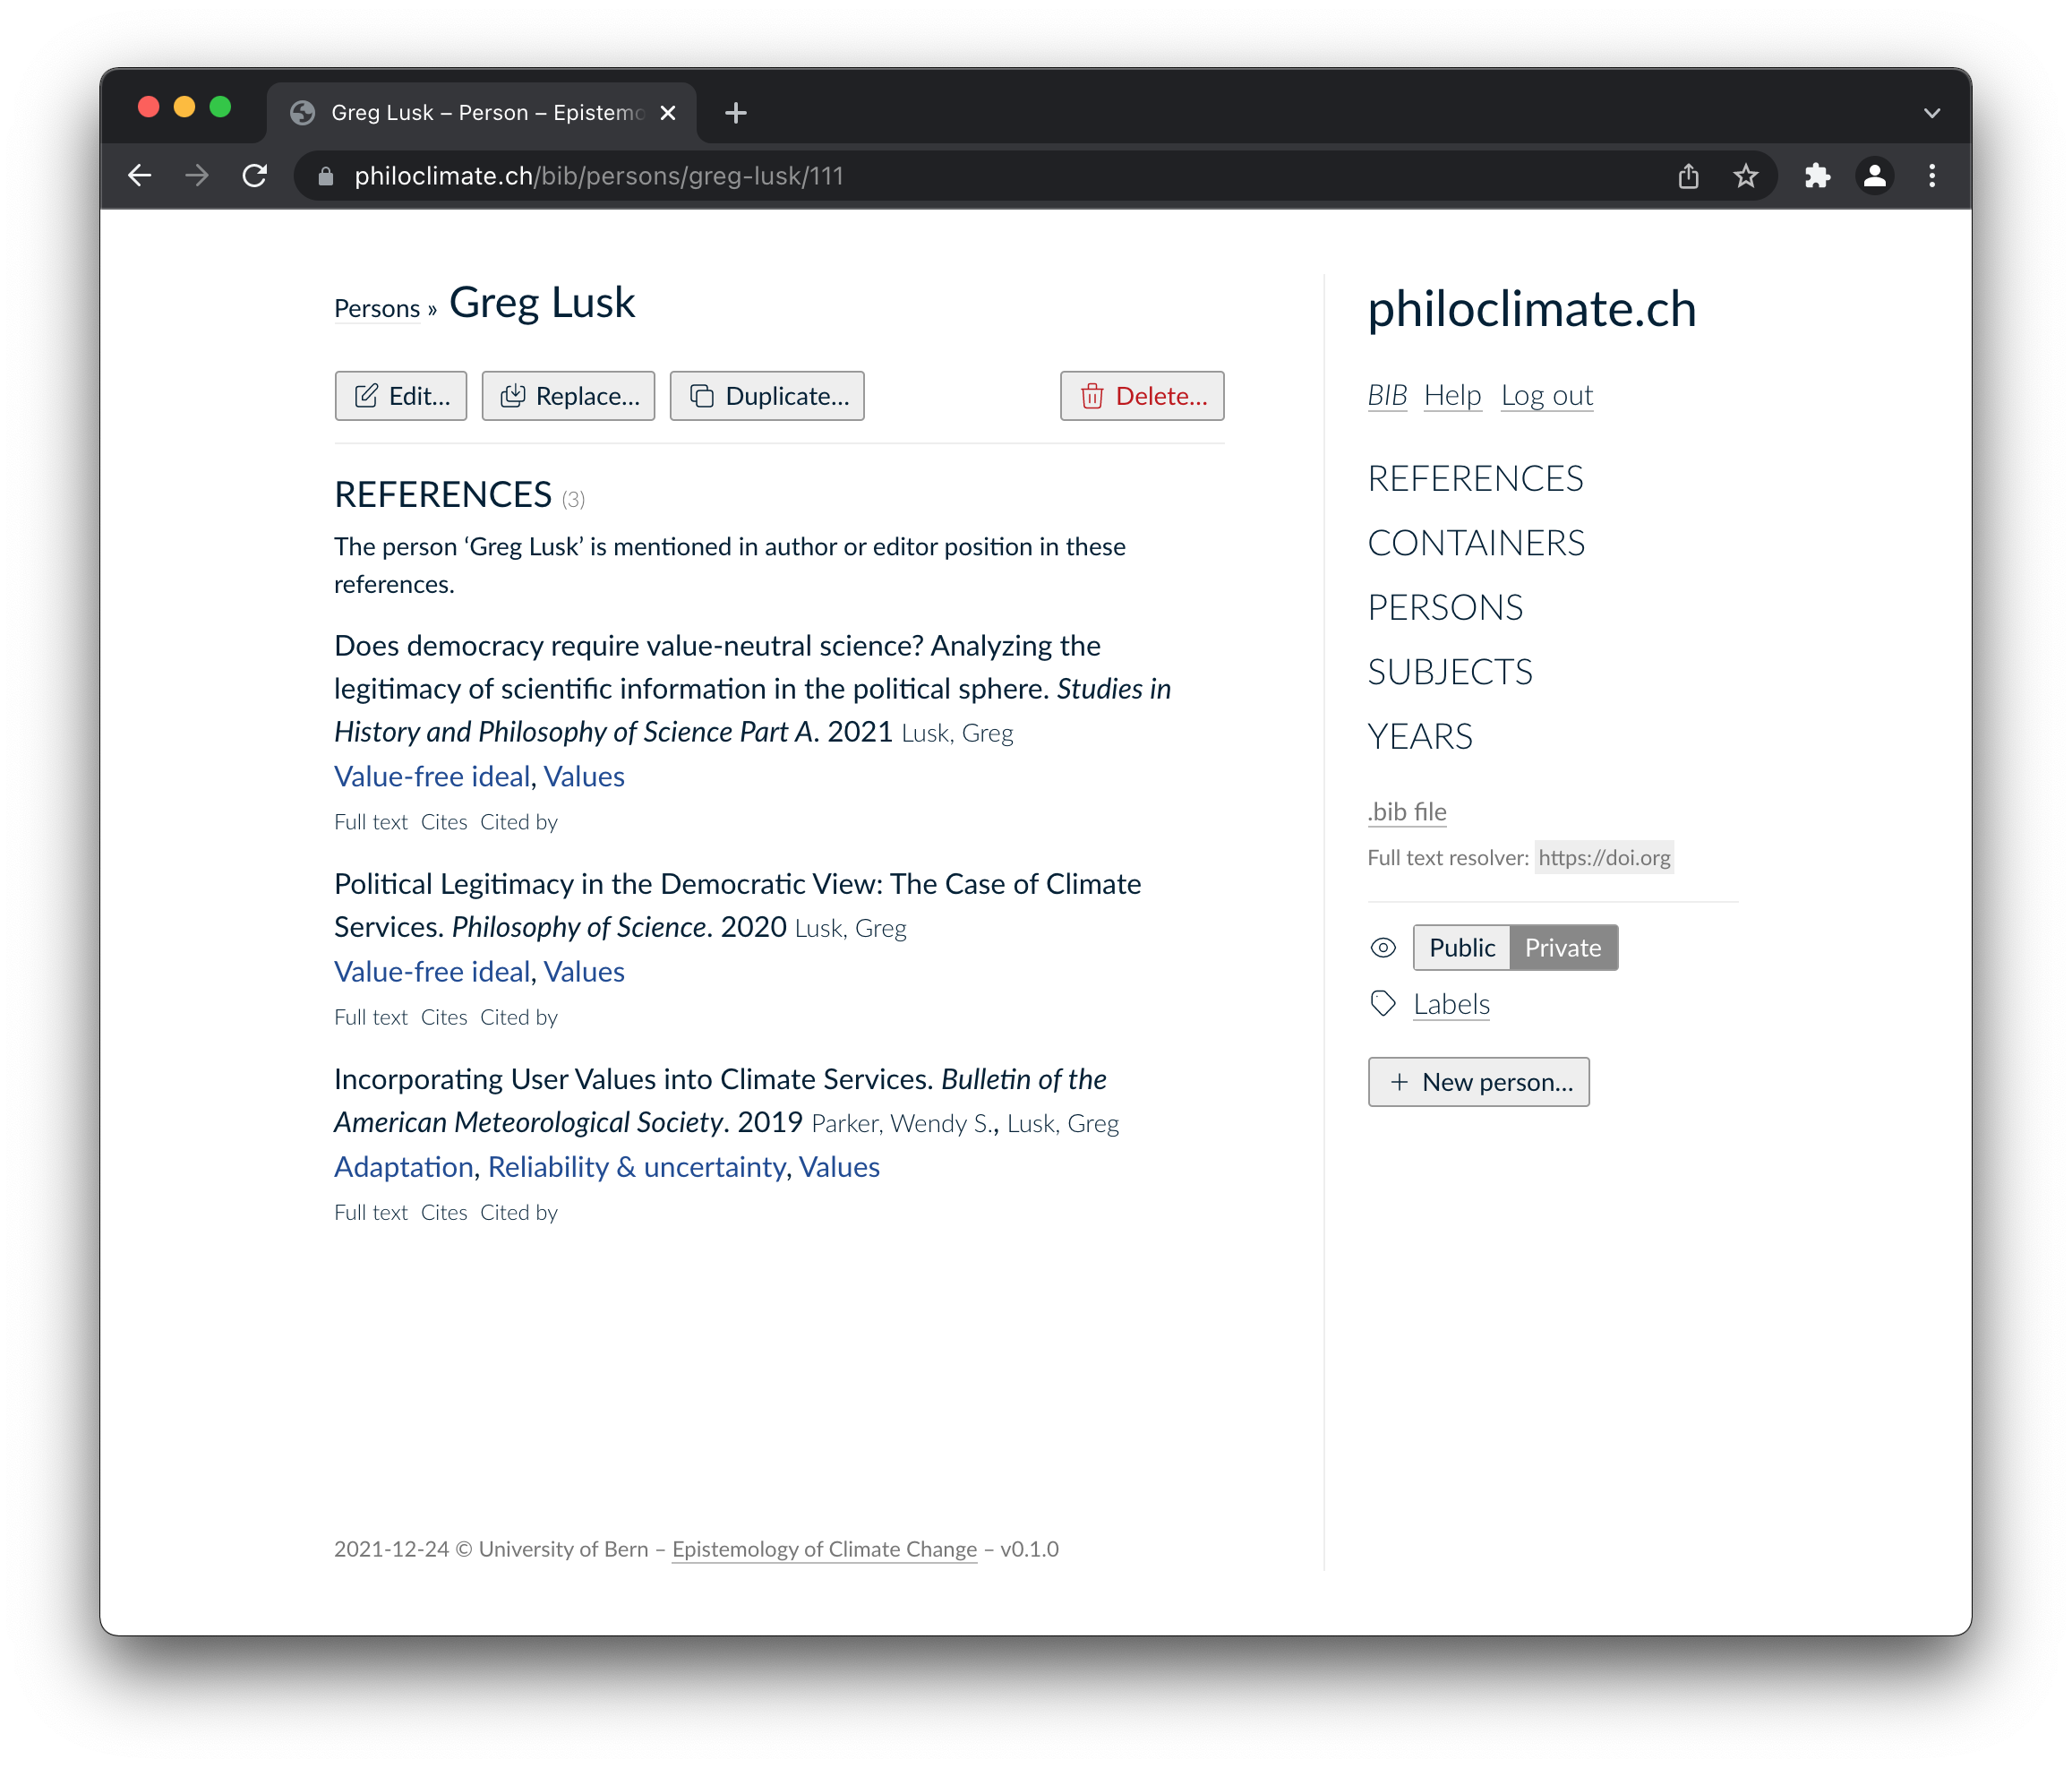 Greg Lusk – Person – Epistemo
philoclimate.ch/bib/persons/greg-lusk/111
Persons » Greg Lusk
Edit...
Replace...
Duplicate...
Delete...
REFERENCES (3)
The person ‘Greg Lusk’ is mentioned in author or editor position in these
references.
Does democracy require value-neutral science? Analyzing the
legitimacy of scientific information in the political sphere. Studies in
History and Philosophy of Science Part A. 2021 Lusk, Greg
Value-free ideal, Values
Full text Cites Cited by
Political Legitimacy in the Democratic View: The Case of Climate
Services. Philosophy of Science. 2020 Lusk, Greg
Value-free ideal, Values
Full text Cites Cited by
Incorporating User Values into Climate Services. Bulletin of the
American Meteorological Society. 2019 Parker, Wendy S., Lusk, Greg
Adaptation, Reliability & uncertainty, Values
Full text Cites Cited by
2021-12-24 © University of Bern – Epistemology of Climate Change – v0.1.0
philoclimate.ch
BIB Help Log out
REFERENCES
CONTAINERS
PERSONS
SUBJECTS
YEARS
.bib file
Full text resolver: https://doi.org
Public Private
Labels
+ New person...